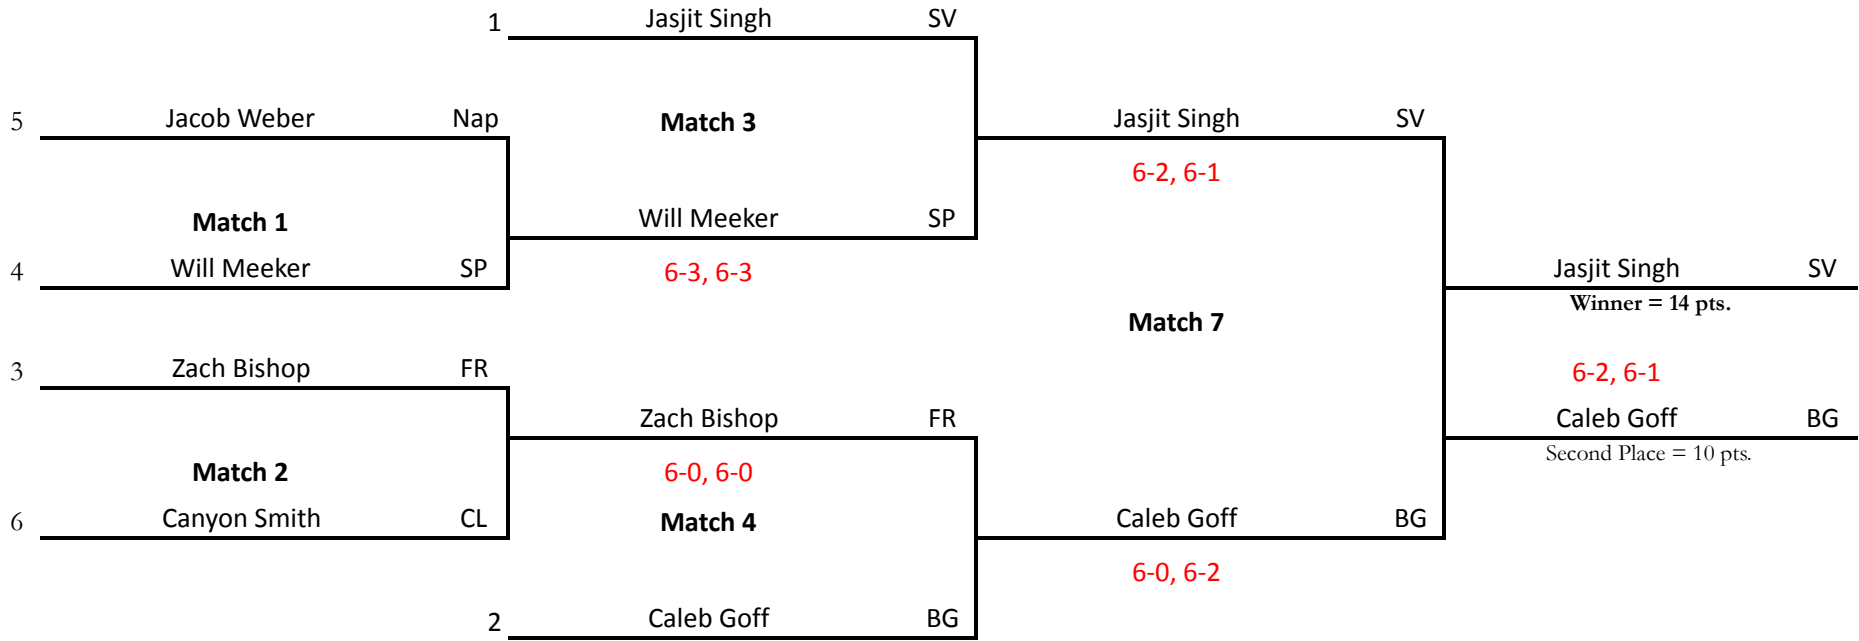 1 Jasjit Singh SV
5 Jacob Weber Nap
Match 3
Jasjit Singh SV
6-2, 6-1
Match 1
Will Meeker SP
4 Will Meeker SP
6-3, 6-3
Jasjit Singh SV
Winner = 14 pts.
Match 7
3 Zach Bishop FR
6-2, 6-1
Zach Bishop FR
Caleb Goff BG
Second Place = 10 pts.
Match 2
6-0, 6-0
6 Canyon Smith CL
Match 4
Caleb Goff BG
6-0, 6-2
2 Caleb Goff BG